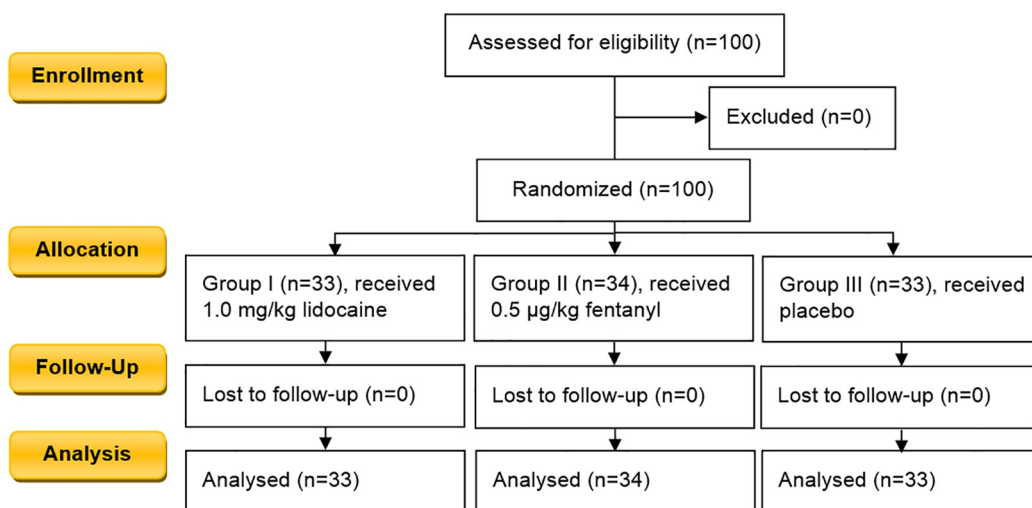 Assessed for eligibility (n=100)
Enrollment
Excluded (n=0)
Randomized (n=100)
Allocation
Group I (n=33), received
1.0 mg/kg lidocaine
Group II (n=34), received
0.5 µg/kg fentanyl
Group III (n=33), received
placebo
Follow-Up
Lost to follow-up (n=0)
Lost to follow-up (n=0)
Lost to follow-up (n=0)
Analysis
Analysed (n=33)
Analysed (n=34)
Analysed (n=33)